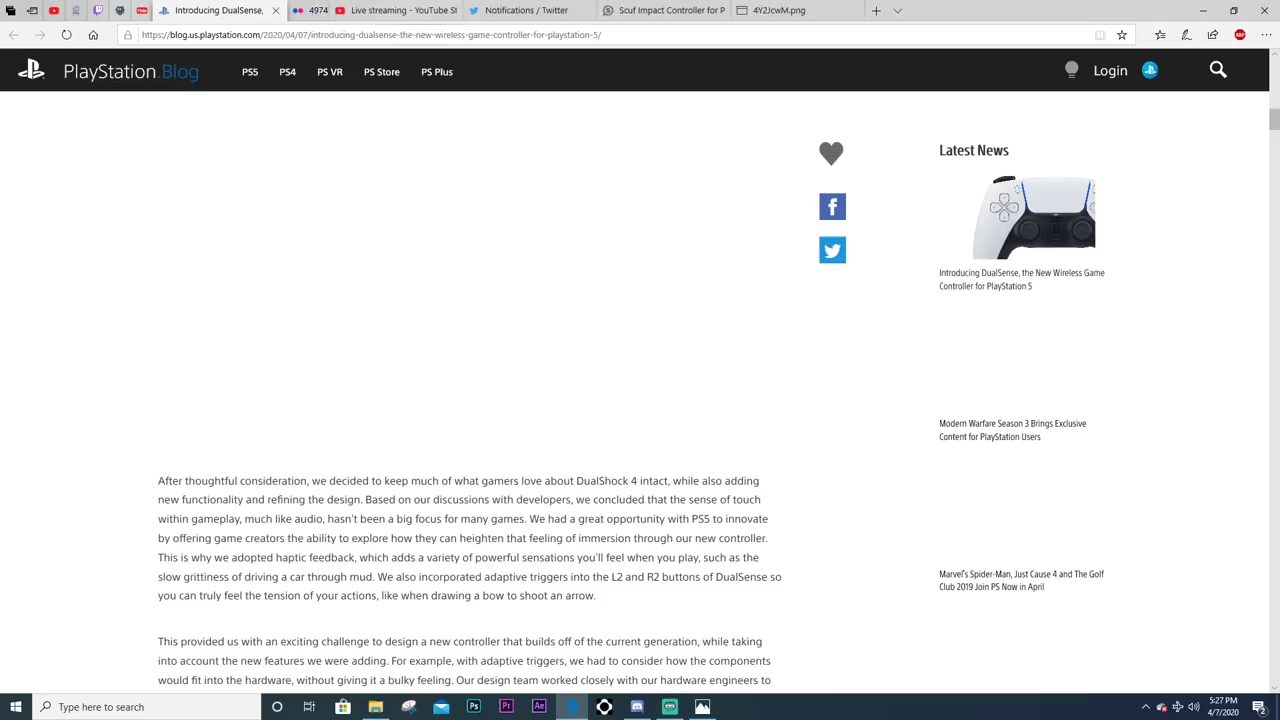 Introducing DualSense,
4974
Live streaming - YouTube St
Notifications / Twitter
Scuf Impact Controller for P
4Y2JcwM.png
https://blog.us.playstation.com/2020/04/07/introducing-dualsense-the-new-wireless-game-controller-for-playstation-5/
ABP
PlayStation.Blog
PS5
PS4
PS VR
PS Store
PS Plus
Login
Latest News
Introducing DualSense, the New Wireless Game
Controller for PlayStation 5
Modern Warfare Season 3 Brings Exclusive
Content for PlayStation Users
After thoughtful consideration, we decided to keep much of what gamers love about DualShock 4 intact, while also adding
new functionality and refining the design. Based on our discussions with developers, we concluded that the sense of touch
within gameplay, much like audio, hasn't been a big focus for many games. We had a great opportunity with PS5 to innovate
by offering game creators the ability to explore how they can heighten that feeling of immersion through our new controller.
This is why we adopted haptic feedback, which adds a variety of powerful sensations you'll feel when you play, such as the
slow grittiness of driving a car through mud. We also incorporated adaptive triggers into the L2 and R2 buttons of DualSense so
you can truly feel the tension of your actions, like when drawing a bow to shoot an arrow.
Marvel's Spider-Man, Just Cause 4 and The Golf
Club 2019 Join PS Now in April
This provided us with an exciting challenge to design a new controller that builds off of the current generation, while taking
into account the new features we were adding. For example, with adaptive triggers, we had to consider how the components
would fit into the hardware, without giving it a bulky feeling. Our design team worked closely with our hardware engineers to
Type here to search
Ps
Pr
Ae
5:27 PM
4/7/2020
2